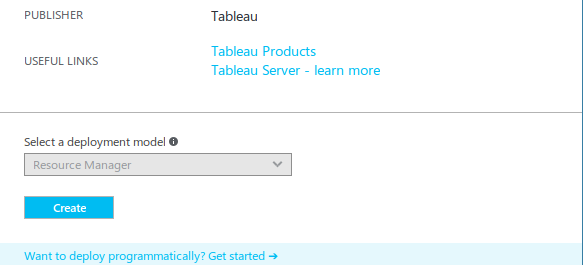 PUBLISHER Tableau
USEFUL LINKS Tableau Products
Tableau Server - learn more
Select a deployment model
Resource Manager
Create
Want to deploy programmatically? Get started ➔